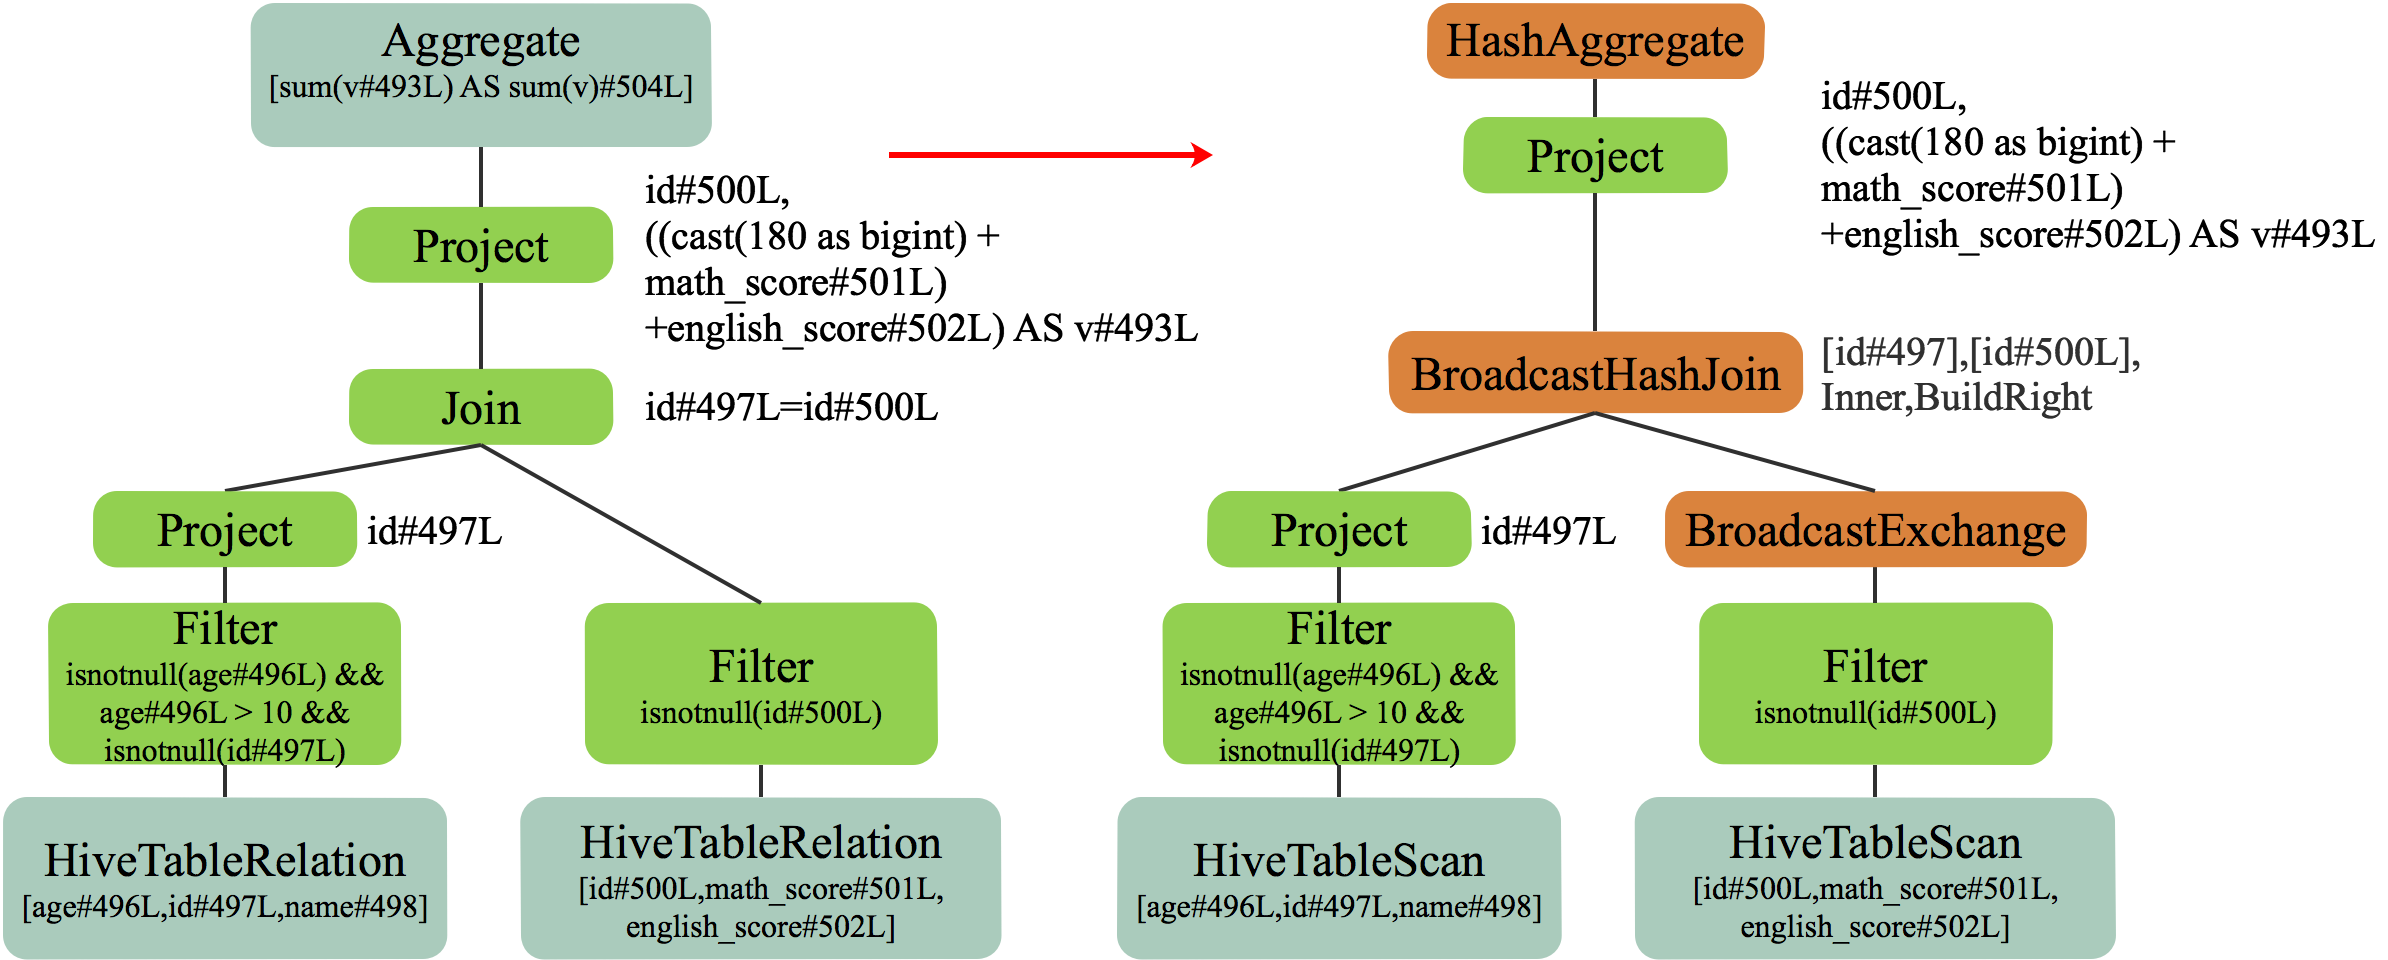 Aggregate
[sum(v#493L) AS sum(v)#504L]
Project
id#500L,
((cast(180 as bigint) +
math_score#501L)
+english_score#502L) AS v#493L
Join
id#497L=id#500L
Project
id#497L
Filter
isnotnull(age#496L) &&
age#496L > 10 &&
isnotnull(id#497L)
Filter
isnotnull(id#500L)
HiveTableRelation
[age#496L,id#497L,name#498]
HiveTableRelation
[id#500L,math_score#501L,
english_score#502L]
HashAggregate
Project
id#500L,
((cast(180 as bigint) +
math_score#501L)
+english_score#502L) AS v#493L
BroadcastHashJoin
[id#497],[id#500L],
Inner,BuildRight
Project
id#497L
BroadcastExchange
Filter
isnotnull(age#496L) &&
age#496L > 10 &&
isnotnull(id#497L)
Filter
isnotnull(id#500L)
HiveTableScan
[age#496L,id#497L,name#498]
HiveTableScan
[id#500L,math_score#501L,
english_score#502L]